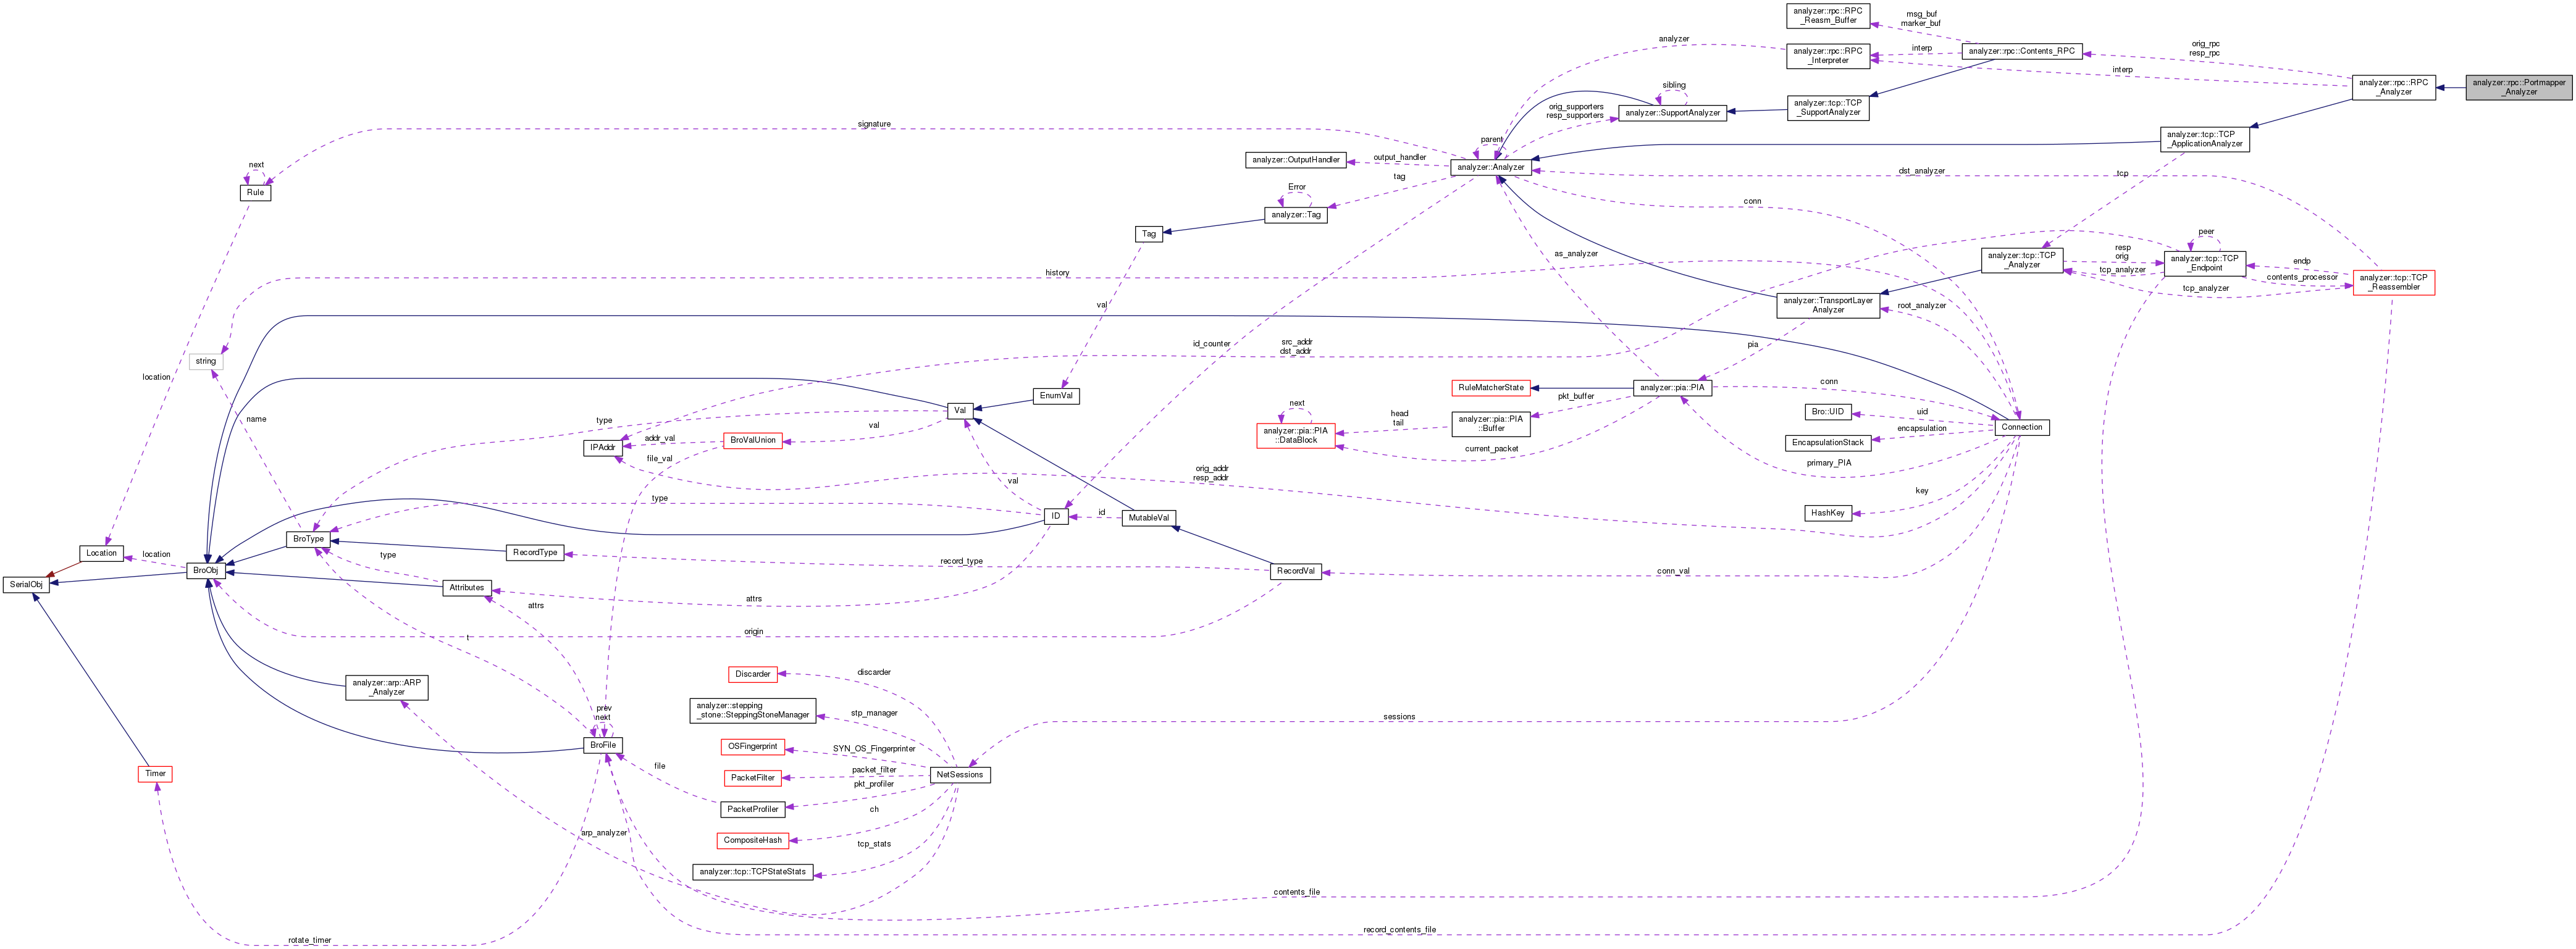 analyzer::rpc::RPC
_Reasm_Buffer
msg_buf
marker_buf
analyzer
analyzer::rpc::RPC
_Interpreter
interp
analyzer::rpc::Contents_RPC
orig_rpc
resp_rpc
interp
analyzer::rpc::RPC
_Analyzer
analyzer::rpc::Portmapper
_Analyzer
sibling
orig_supporters
resp_supporters
analyzer::SupportAnalyzer
analyzer::tcp::TCP
_SupportAnalyzer
signature
parent
analyzer::tcp::TCP
_ApplicationAnalyzer
next
Rule
analyzer::OutputHandler
output_handler
analyzer::Analyzer
tag
dst_analyzer
tcp
Error
analyzer::Tag
conn
Tag
peer
as_analyzer
analyzer::tcp::TCP
_Analyzer
resp
orig
tcp_analyzer
analyzer::tcp::TCP
_Endpoint
endp
contents_processor
tcp_analyzer
analyzer::tcp::TCP
_Reassembler
history
val
analyzer::TransportLayer
Analyzer
root_analyzer
id_counter
src_addr
dst_addr
pia
string
location
RuleMatcherState
analyzer::pia::PIA
conn
EnumVal
pkt_buffer
next
head
tail
analyzer::pia::PIA
::Buffer
analyzer::pia::PIA
::DataBlock
current_packet
Bro::UID
uid
EncapsulationStack
encapsulation
Connection
primary_PIA
name
type
Val
val
BroValUnion
addr_val
IPAddr
file_val
orig_addr
resp_addr
val
key
HashKey
type
ID
id
MutableVal
BroType
RecordType
record_type
RecordVal
conn_val
Location
location
BroObj
type
SerialObj
Attributes
attrs
attrs
t
origin
analyzer::arp::ARP
_Analyzer
Discarder
discarder
analyzer::stepping
_stone::SteppingStoneManager
stp_manager
sessions
prev
next
BroFile
OSFingerprint
SYN_OS_Fingerprinter
Timer
file
PacketFilter
packet_filter
NetSessions
PacketProfiler
pkt_profiler
ch
arp_analyzer
CompositeHash
tcp_stats
analyzer::tcp::TCPStateStats
contents_file
record_contents_file
rotate_timer